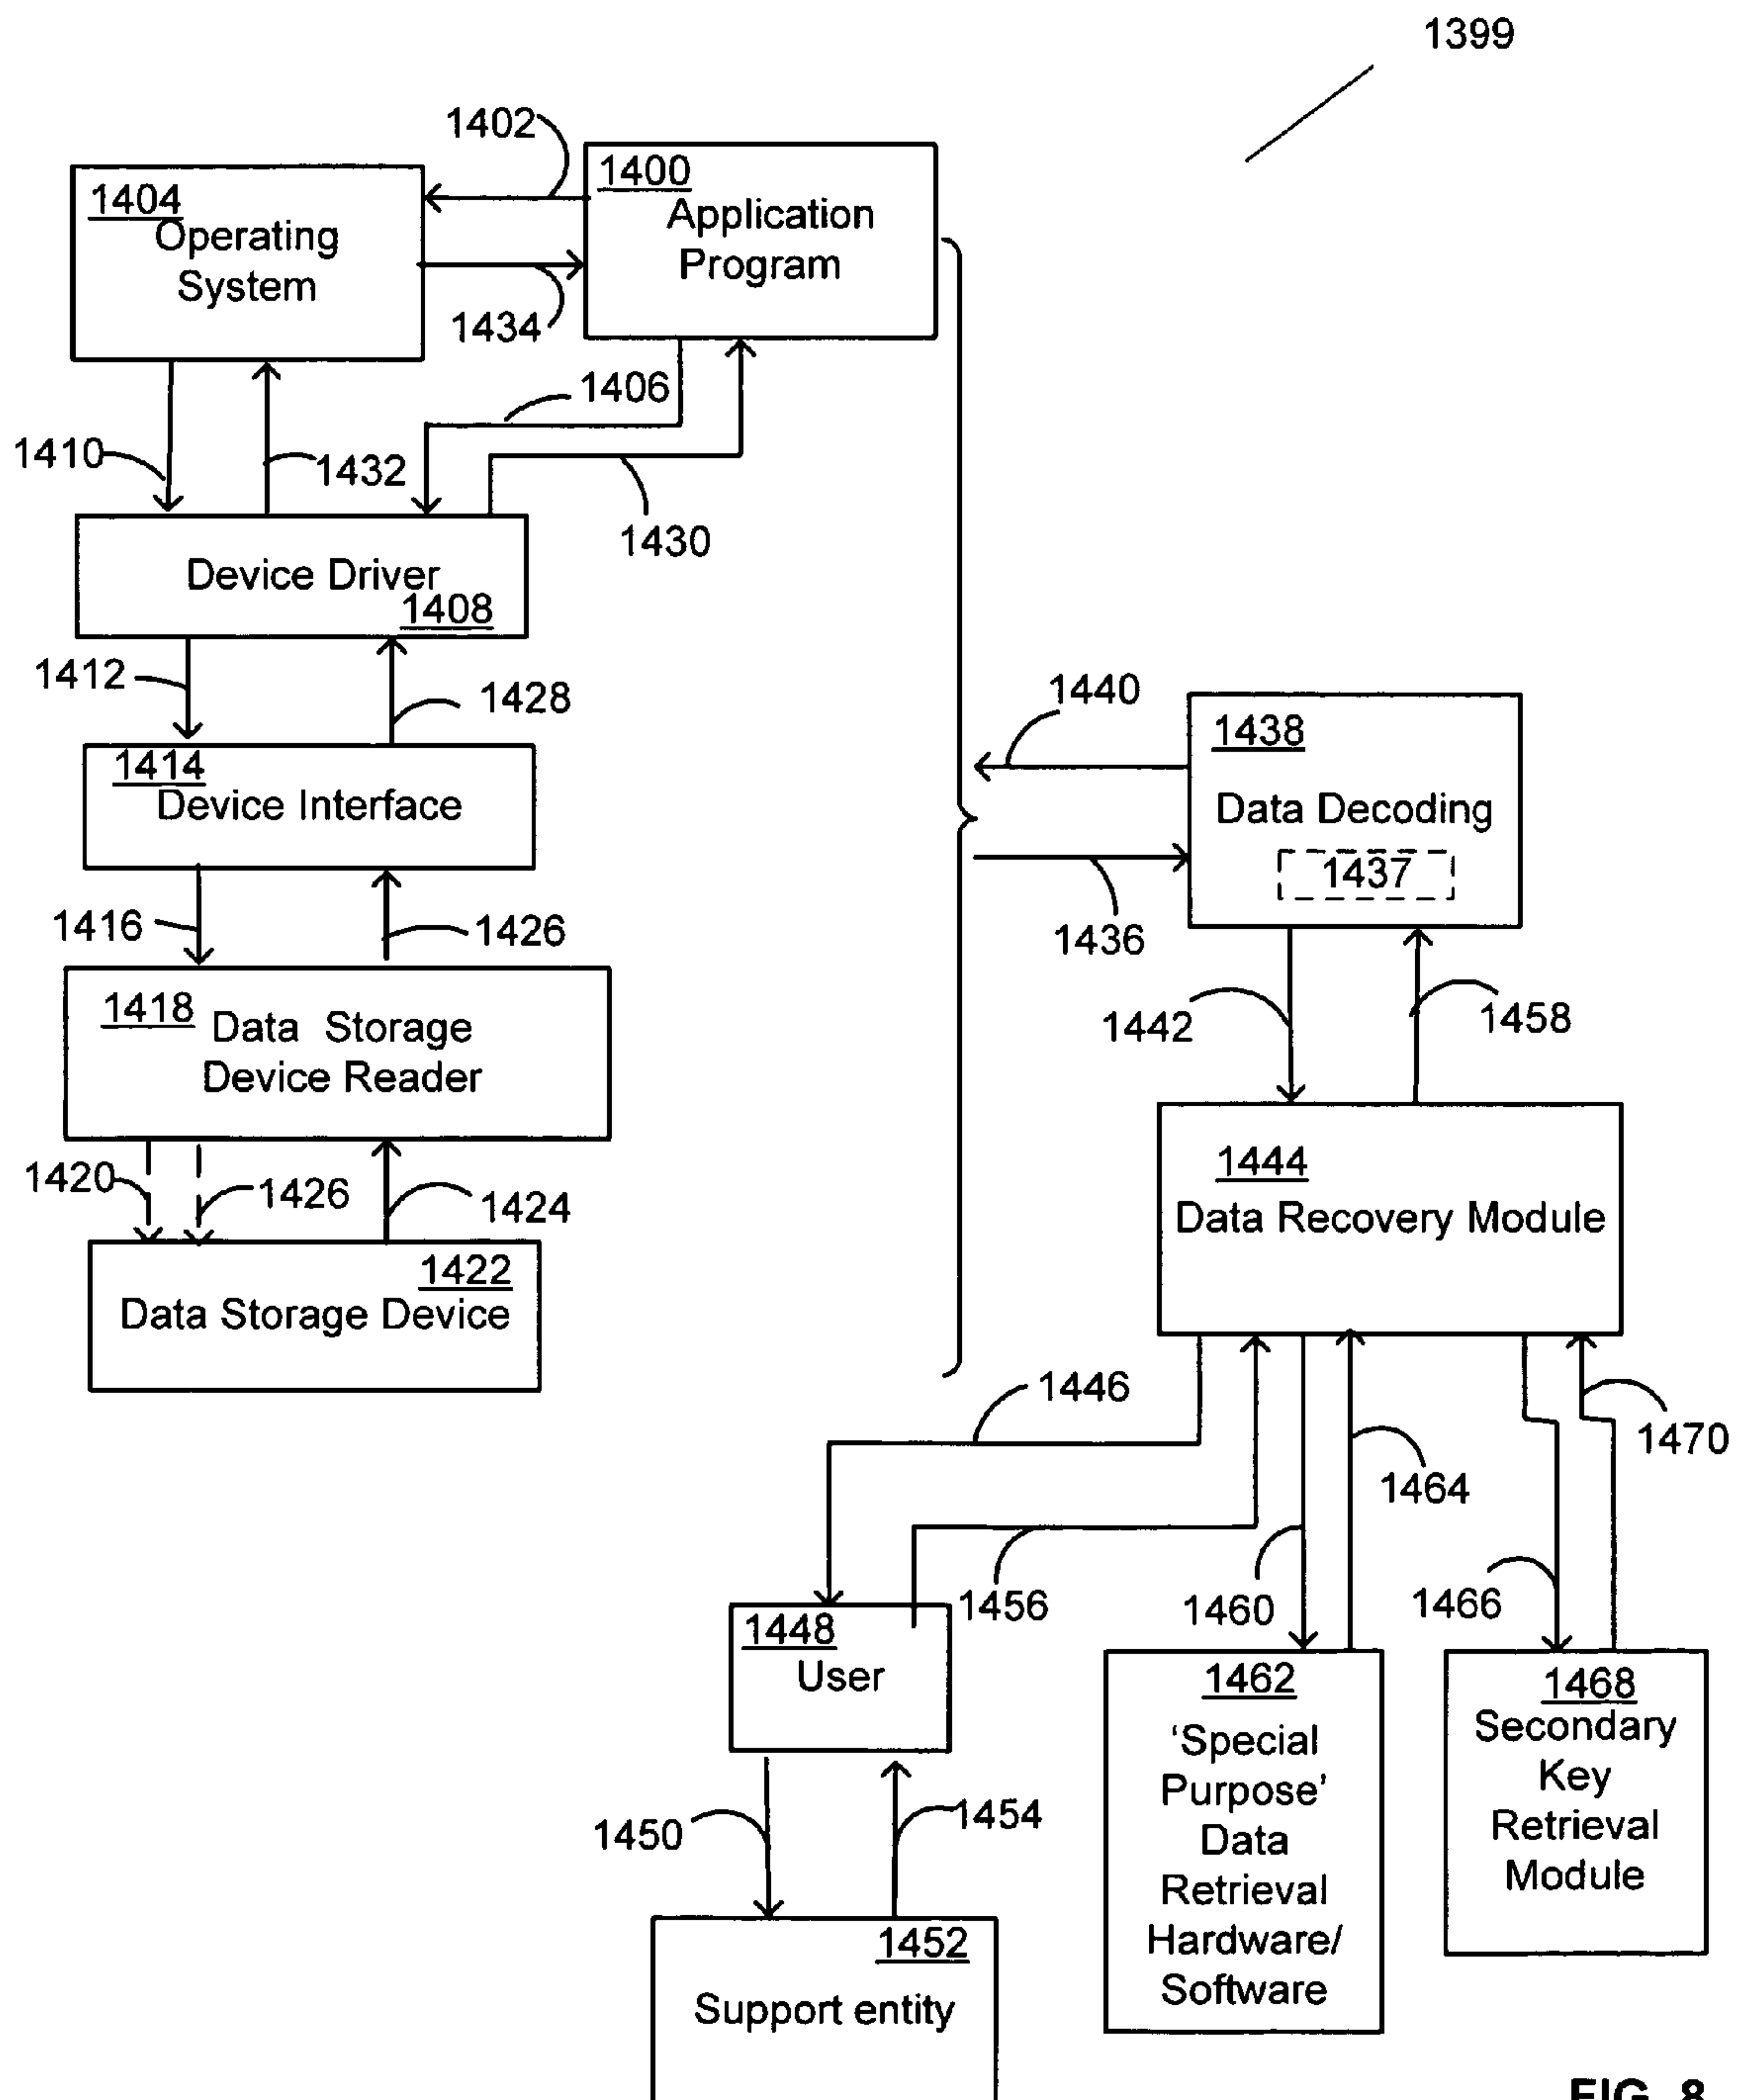 1399
1402
1400
Application
Program
1404
Operating
System
1434
1406
1410
1432
1430
Device Driver
1408
1412
1428
1440
1438
Data Decoding
1437
1436
1414
Device Interface
1416
1426
1442
1458
1418
Data Storage
Device Reader
1420
1426
1424
1444
Data Recovery Module
1422
Data Storage Device
1446
1470
1464
1456
1460
1466
1448
User
1462
'Special
Purpose'
Data
Retrieval
Hardware/
Software
1468
Secondary
Key
Retrieval
Module
1450
1454
1452
Support entity
FIG. 8